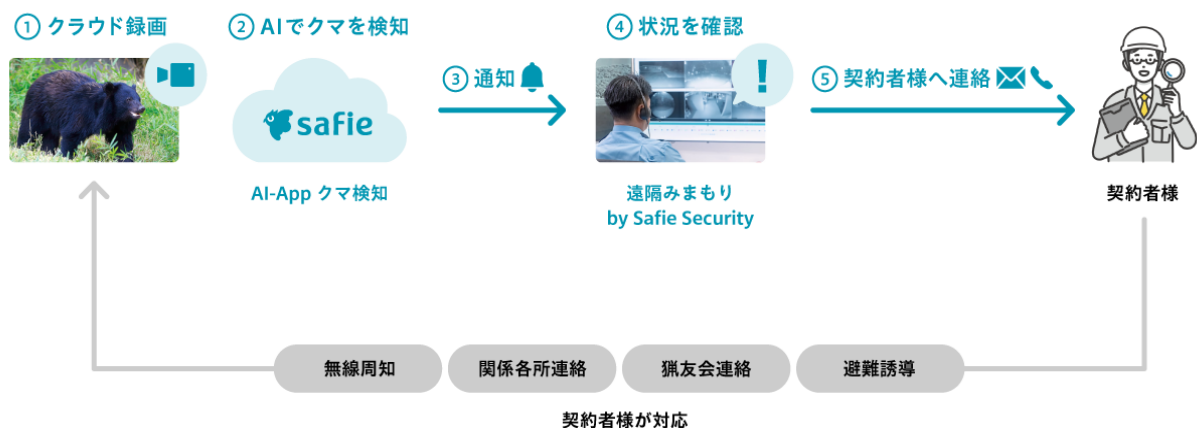 ① クラウド録画
② AIでクマを検知
safie
AI-App クマ検知
③ 通知
④ 状況を確認
遠隔みまもり
by Safie Security
⑤ 契約者様へ連絡
契約者様
無線周知
関係各所連絡
猟友会連絡
避難誘導
契約者様が対応